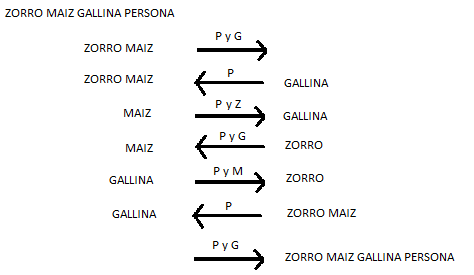 ZORRO MAIZ GALLINA PERSONA
P y G
ZORRO MAIZ
P
ZORRO MAIZ GALLINA
P y Z
MAIZ GALLINA
P y G
MAIZ ZORRO
P y M
GALLINA ZORRO
P
GALLINA ZORRO MAIZ
P y G
ZORRO MAIZ GALLINA PERSONA